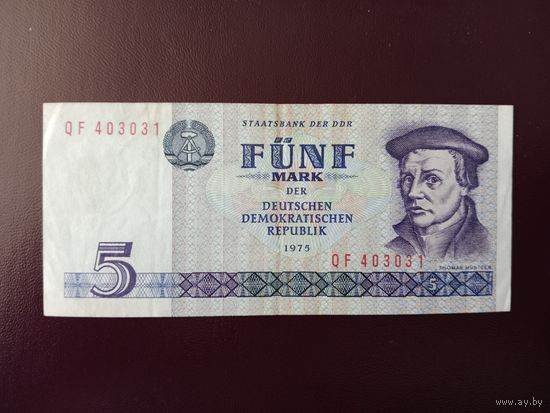 QF 403031
STAATSBANK DER DDR
FÜNF
MARK
DER
DEUTSCHEN
DEMOKRATISCHEN
REPUBLIK
1975
QF 403031
THOMAS MÜNTZER
5
5
www.ay.by